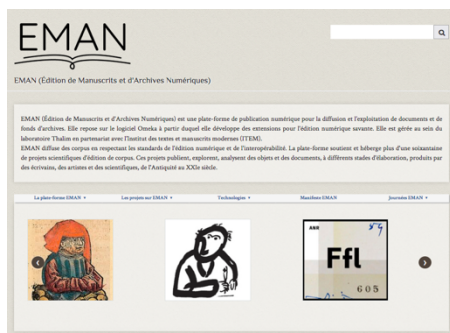 EMAN
EMAN (Édition de Manuscrits et d'Archives Numériques)
EMAN (Édition de Manuscrits et d'Archives Numériques) est une plate-forme de publication numérique pour la diffusion et l'exploitation de documents et de
fonds d'archives. Elle repose sur le logiciel Omeka à partir duquel elle développe des extensions pour l'édition numérique savante. Elle est gérée au sein du
laboratoire Thalim en partenariat avec l'Institut des textes et manuscrits modernes (ITEM).
EMAN diffuse des corpus en respectant les standards de l'édition numérique et de l'interopérabilité. La plate-forme soutient et héberge plus d'une soixantaine
de projets scientifiques d'édition de corpus. Ces projets publient, explorent, analysent des objets et des documents, à différents stades d'élaboration, produits par
des écrivains, des artistes et des scientifiques, de l'Antiquité au XXIe siècle.
La plate-forme EMAN Les projets sur EMAN Technologies Manifeste EMAN Journées EMAN
ANR
Ffl
605